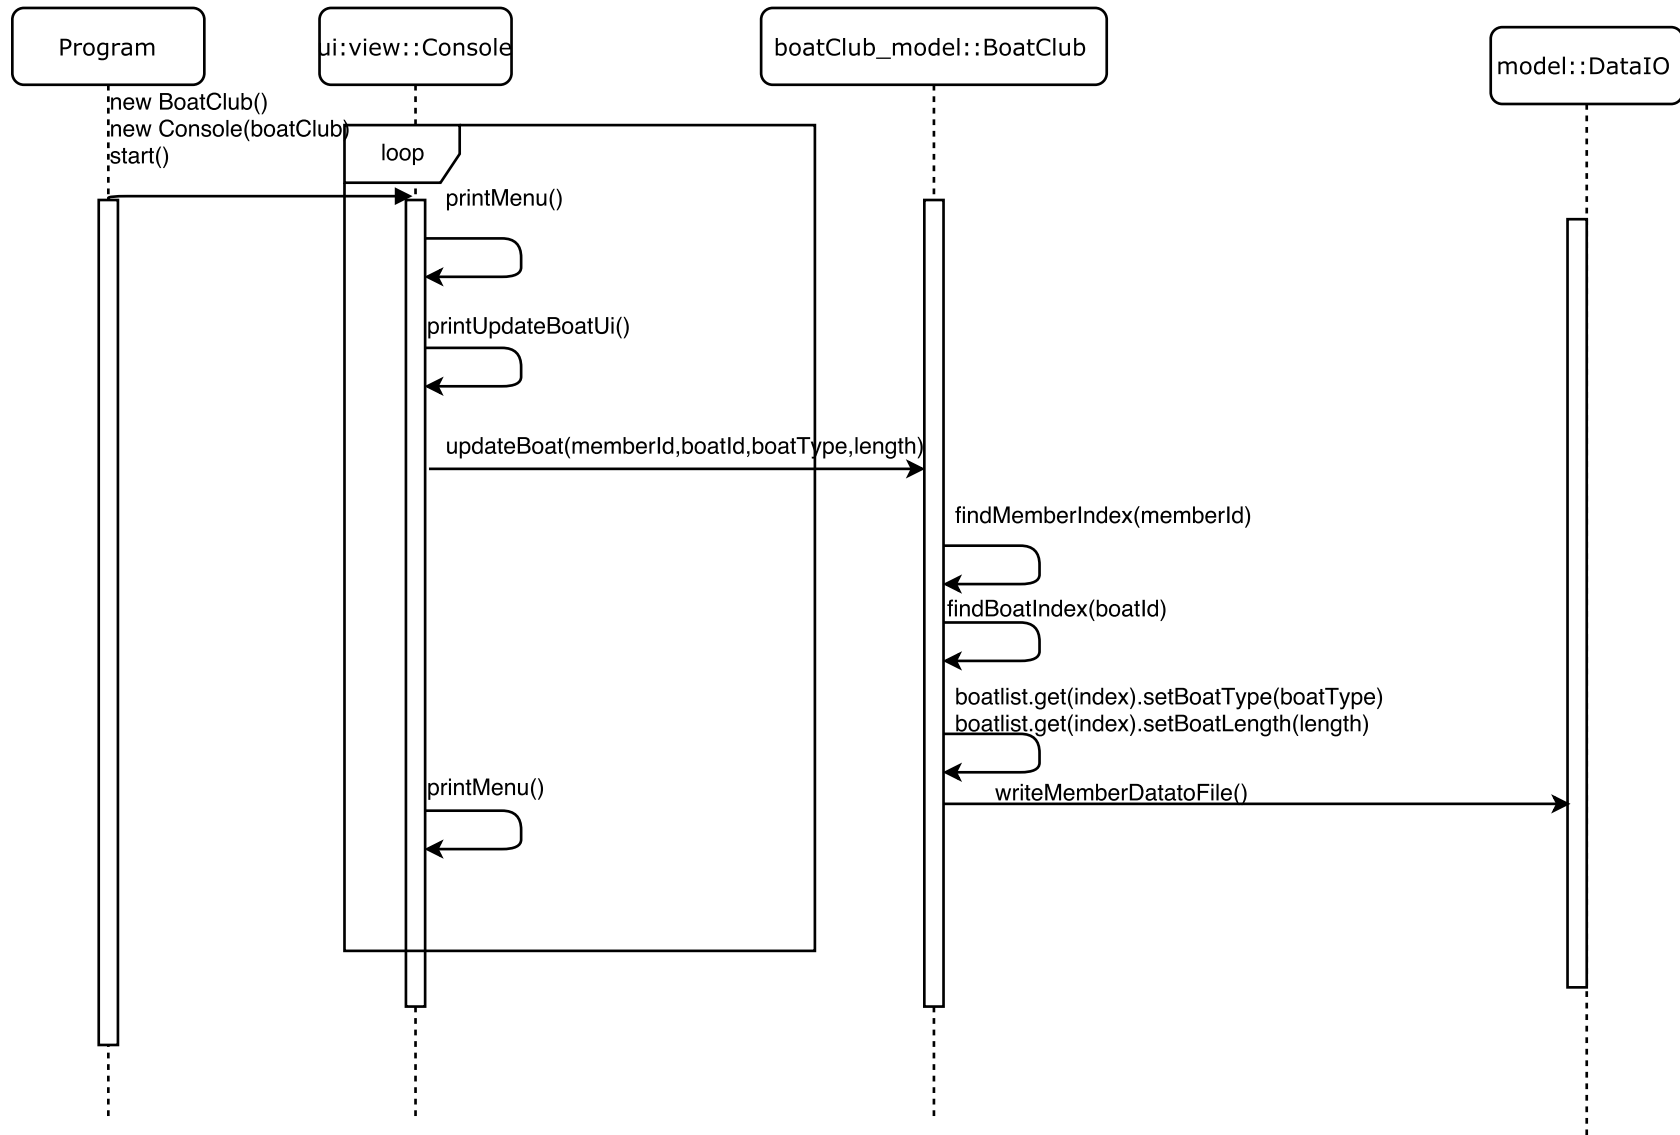 Program
ui:view::Console
boatClub_model::BoatClub
model::DataIO
new BoatClub()
new Console(boatClub)
start()
loop
printMenu()
printUpdateBoatUi()
updateBoat(memberId,boatId,boatType,length)
findMemberIndex(memberId)
findBoatIndex(boatId)
boatlist.get(index).setBoatType(boatType)
boatlist.get(index).setBoatLength(length)
printMenu()
writeMemberDatatoFile()